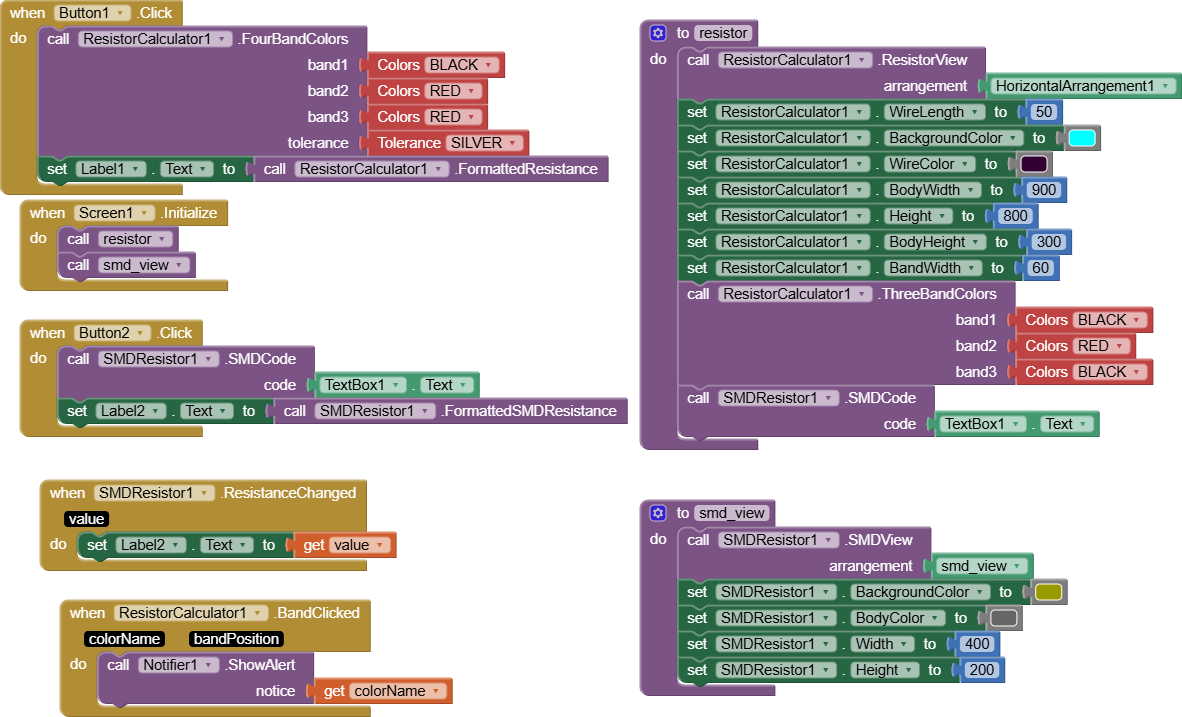 when Button1 .Click
do call ResistorCalculator1 .FourBandColors
band1 Colors BLACK
band2 Colors RED
band3 Colors RED
tolerance Tolerance SILVER
set Label1 . Text to call ResistorCalculator1 .FormattedResistance
when Screen1 .Initialize
do call resistor
call smd_view
when Button2 .Click
do call SMDResistor1 .SMDCode
code TextBox1 . Text
set Label2 . Text to call SMDResistor1 .FormattedSMDResistance
when SMDResistor1 .ResistanceChanged
value
do set Label2 . Text to get value
when ResistorCalculator1 .BandClicked
colorName bandPosition
do call Notifier1 .ShowAlert
notice get colorName
to resistor
do call ResistorCalculator1 .ResistorView
arrangement HorizontalArrangement1
set ResistorCalculator1 . WireLength to 50
set ResistorCalculator1 . BackgroundColor to
set ResistorCalculator1 . WireColor to
set ResistorCalculator1 . BodyWidth to 900
set ResistorCalculator1 . Height to 800
set ResistorCalculator1 . BodyHeight to 300
set ResistorCalculator1 . BandWidth to 60
call ResistorCalculator1 .ThreeBandColors
band1 Colors BLACK
band2 Colors RED
band3 Colors BLACK
call SMDResistor1 .SMDCode
code TextBox1 . Text
to smd_view
do call SMDResistor1 .SMDView
arrangement smd_view
set SMDResistor1 . BackgroundColor to
set SMDResistor1 . BodyColor to
set SMDResistor1 . Width to 400
set SMDResistor1 . Height to 200